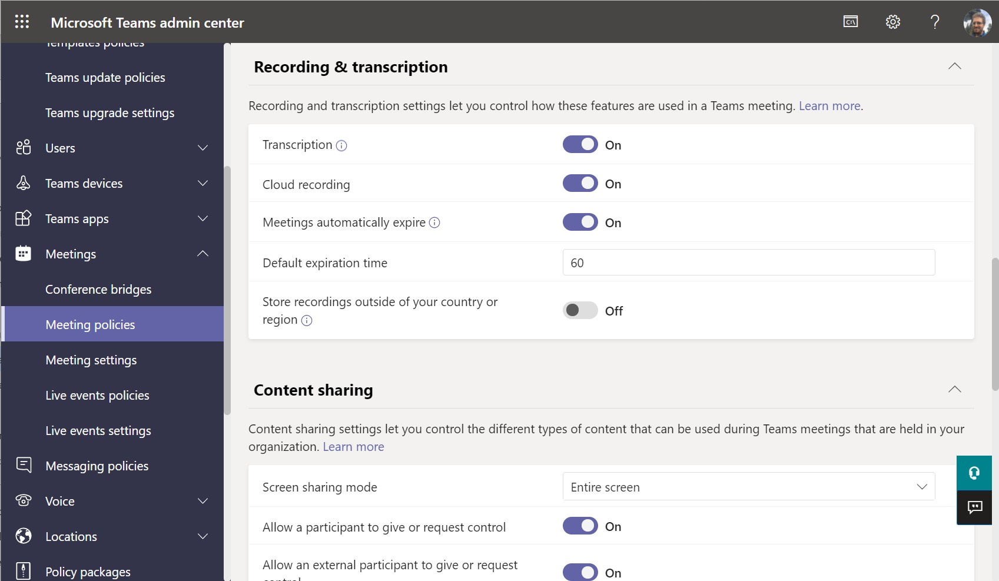 Microsoft Teams admin center
C:\
?
Templates policies
Teams update policies
Teams upgrade settings
Users
Teams devices
Teams apps
Meetings
Conference bridges
Meeting policies
Meeting settings
Live events policies
Live events settings
Messaging policies
Voice
Locations
Policy packages
Recording & transcription
Recording and transcription settings let you control how these features are used in a Teams meeting. Learn more.
Transcription
On
Cloud recording
On
Meetings automatically expire
On
Default expiration time
60
Store recordings outside of your country or
region
Off
Content sharing
Content sharing settings let you control the different types of content that can be used during Teams meetings that are held in your
organization. Learn more
Screen sharing mode
Entire screen
Allow a participant to give or request control
On
Allow an external participant to give or request
control
On